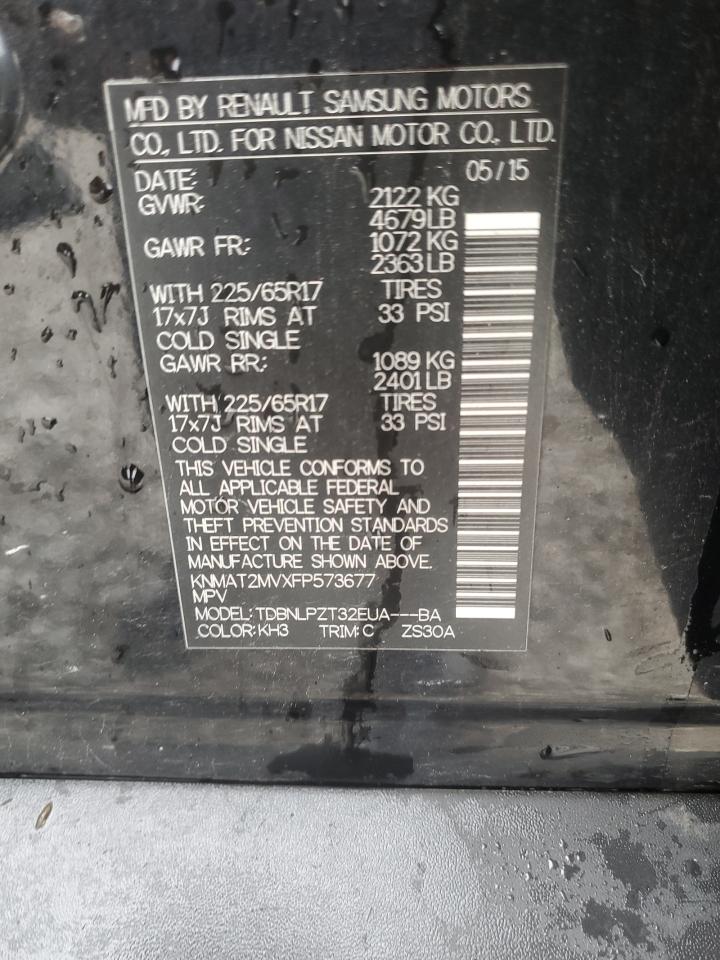 MFD BY RENAULT SAMSUNG MOTORS
CO., LTD. FOR NISSAN MOTOR CO., LTD.
DATE: 05/15
GVWR: 2122 KG
4679LB
GAWR FR: 1072 KG
2363LB
WITH 225/65R17 TIRES
17x7J RIMS AT 33 PSI
COLD SINGLE
GAWR RR: 1089 KG
2401LB
WITH 225/65R17 TIRES
17x7J RIMS AT 33 PSI
COLD SINGLE
THIS VEHICLE CONFORMS TO
ALL APPLICABLE FEDERAL
MOTOR VEHICLE SAFETY AND
THEFT PREVENTION STANDARDS
IN EFFECT ON THE DATE OF
MANUFACTURE SHOWN ABOVE.
KNMAT2MVXFP573677
MPV
MODEL: TDBNLPZT32EUA---BA
COLOR: KH3 TRIM: C ZS30A